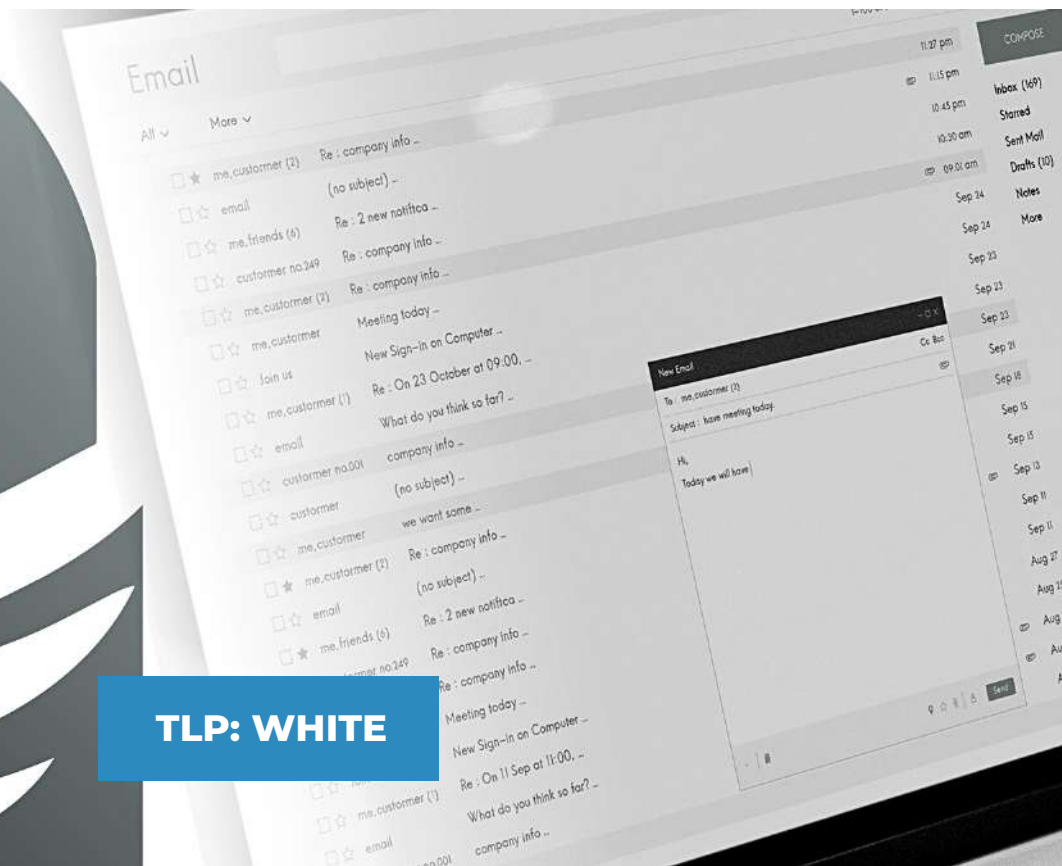 Email
COMPOSE
All More
11:27 pm
me,custormer (2) Re : company info ...
11:15 pm
Inbox (169)
email (no subject) ...
10:45 pm
Starred
me,friends (6) Re : 2 new notiftca ...
10:30 am
Sent Mail
custormer no.249 Re : company info ...
09.01 am
Drafts (10)
me,custormer (2) Re : company info ...
Sep 24
Notes
me,custormer Meeting today ...
Sep 24
More
Join us New Sign-in on Computer ...
Sep 23
me,custormer (1) Re : On 23 October at 09:00, ...
Sep 23
email What do you think so far? ...
Sep 23
custormer no.001 company info ...
Sep 21
custormer (no subject) ...
Sep 18
me,custormer we want some ...
Sep 15
me,custormer (2) Re : company info ...
Sep 15
email (no subject) ...
Sep 13
me,friends (6) Re : 2 new notiftca ...
Sep 11
no.249 Re : company info ...
Sep 11
Re : company info ...
Aug 27
Meeting today ...
Aug
New Sign-in on Computer ...
Aug
me,custormer (1) Re : On 11 Sep at 11:00, ...
email What do you think so far? ...
company info ...
New Email
Cc Bcc
To : me,custormer (2)
Subject : have meeting today.
Hi,
Today we will have
Send
TLP: WHITE